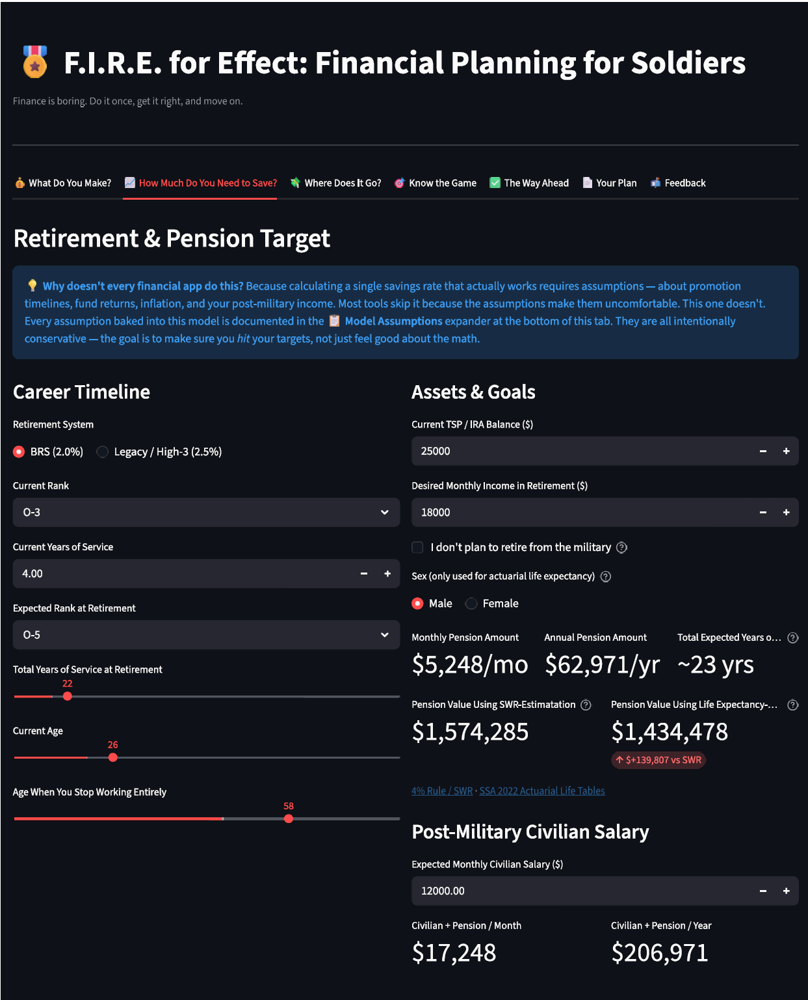 F.I.R.E. for Effect: Financial Planning for Soldiers
Finance is boring. Do it once, get it right, and move on.
What Do You Make?
How Much Do You Need to Save?
Where Does It Go?
Know the Game
The Way Ahead
Your Plan
Feedback
Retirement & Pension Target
Why doesn't every financial app do this? Because calculating a single savings rate that actually works requires assumptions — about promotion
timelines, fund returns, inflation, and your post-military income. Most tools skip it because the assumptions make them uncomfortable. This one doesn't.
Every assumption baked into this model is documented in the 📋 Model Assumptions expander at the bottom of this tab. They are all intentionally
conservative — the goal is to make sure you hit your targets, not just feel good about the math.
Career Timeline
Retirement System
BRS (2.0%)
Legacy / High-3 (2.5%)
Current Rank
O-3
Current Years of Service
4.00
Expected Rank at Retirement
O-5
Total Years of Service at Retirement
22
Current Age
26
Age When You Stop Working Entirely
58
Assets & Goals
Current TSP / IRA Balance ($)
25000
Desired Monthly Income in Retirement ($)
18000
I don't plan to retire from the military
Sex (only used for actuarial life expectancy)
Male
Female
Monthly Pension Amount
$5,248/mo
Annual Pension Amount
$62,971/yr
Total Expected Years o...
~23 yrs
Pension Value Using SWR-Estimatation
$1,574,285
Pension Value Using Life Expectancy-...
$1,434,478
↑ $+139,807 vs SWR
4% Rule / SWR · SSA 2022 Actuarial Life Tables
Post-Military Civilian Salary
Expected Monthly Civilian Salary ($)
12000.00
Civilian + Pension / Month
$17,248
Civilian + Pension / Year
$206,971